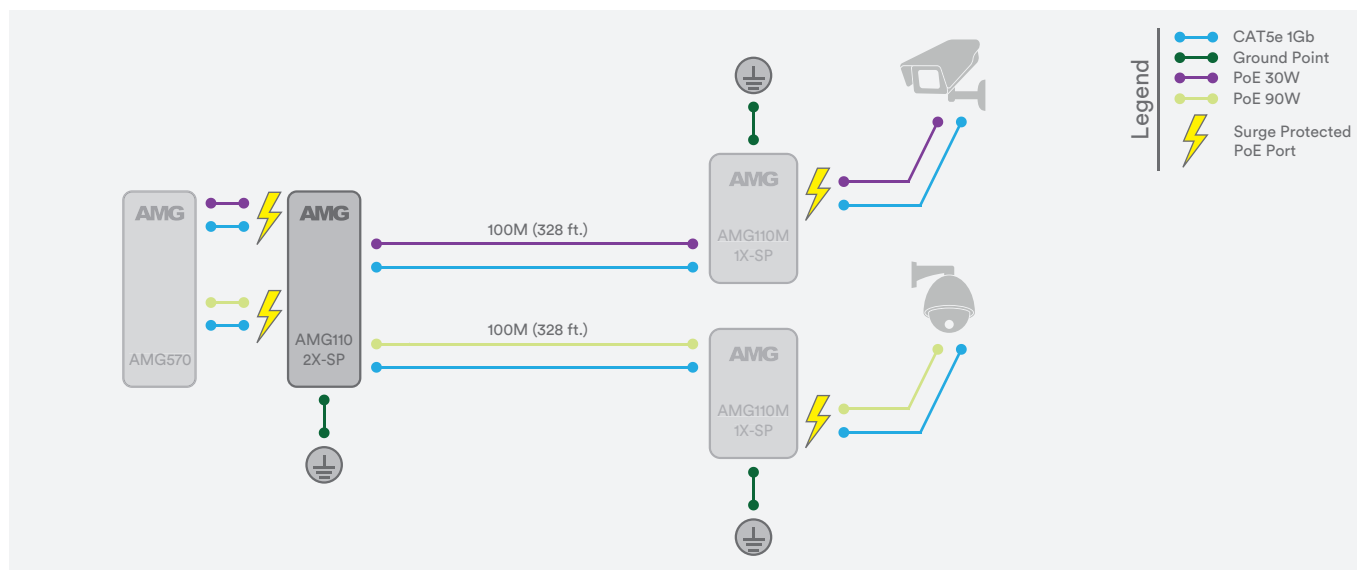 AMG
AMG570
AMG
AMG110
2X-SP
100M (328 ft.)
100M (328 ft.)
AMG
AMG110M
1X-SP
AMG
AMG110M
1X-SP
Legend
CAT5e 1Gb
Ground Point
PoE 30W
PoE 90W
Surge Protected
PoE Port